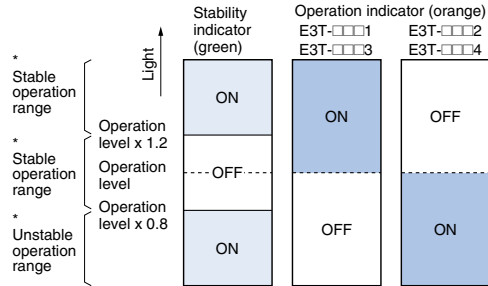 Stability
indicator
(green)
Operation indicator (orange)
E3T-□□□1
E3T-□□□3
E3T-□□□2
E3T-□□□4
Light
*
Stable
operation
range
*
Stable
operation
range
*
Unstable
operation
range
Operation
level x 1.2
Operation
level
Operation
level x 0.8
ON
OFF
ON
ON
OFF
OFF
ON